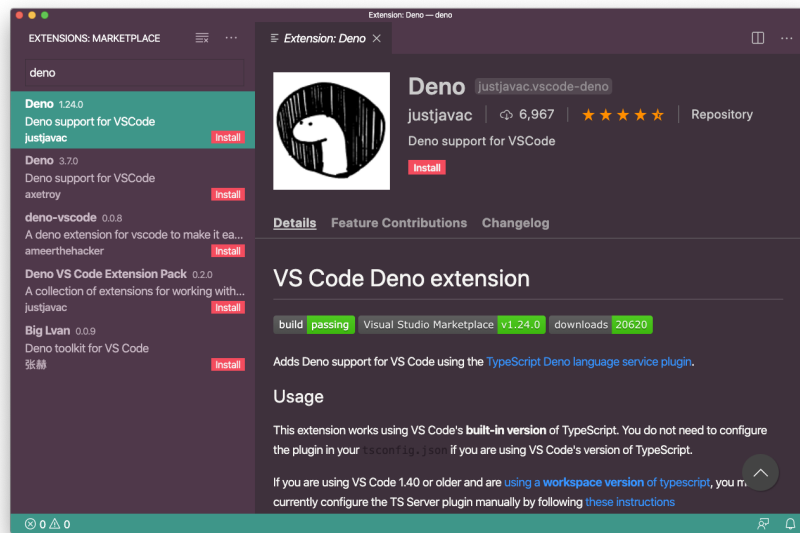 Extension: Deno — deno
EXTENSIONS: MARKETPLACE
deno
Deno 1.24.0
Deno support for VSCode
justjavac Install
Deno 3.7.0
Deno support for VSCode
axetroy Install
deno-vscode 0.0.8
A deno extension for vscode to make it ea...
ameerthehacker Install
Deno VS Code Extension Pack 0.2.0
A collection of extensions for working with...
justjavac Install
Big Lvan 0.0.9
Deno toolkit for VS Code
张赫 Install
Extension: Deno
Deno justjavac.vscode-deno
justjavac 6,967 Repository
Deno support for VSCode
Install
Details Feature Contributions Changelog
VS Code Deno extension
build passing Visual Studio Marketplace v1.24.0 downloads 20620
Adds Deno support for VS Code using the TypeScript Deno language service plugin.
Usage
This extension works using VS Code's built-in version of TypeScript. You do not need to configure
the plugin in your tsconfig.json if you are using VS Code's version of TypeScript.
If you are using VS Code 1.40 or older and are using a workspace version of typescript, you
currently configure the TS Server plugin manually by following these instructions
0 0